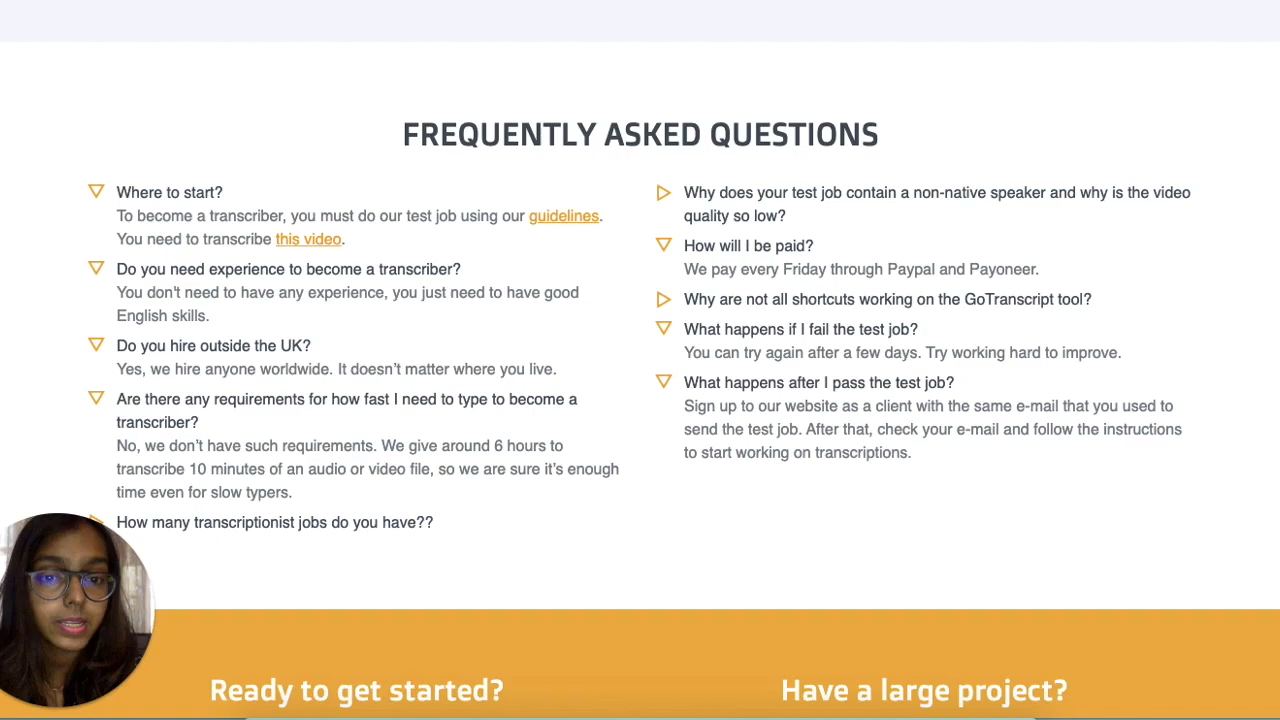 FREQUENTLY ASKED QUESTIONS
Where to start?
To become a transcriber, you must do our test job using our guidelines.
You need to transcribe this video.
Do you need experience to become a transcriber?
You don't need to have any experience, you just need to have good
English skills.
Do you hire outside the UK?
Yes, we hire anyone worldwide. It doesn’t matter where you live.
Are there any requirements for how fast I need to type to become a
transcriber?
No, we don’t have such requirements. We give around 6 hours to
transcribe 10 minutes of an audio or video file, so we are sure it’s enough
time even for slow typers.
How many transcriptionist jobs do you have??
Why does your test job contain a non-native speaker and why is the video
quality so low?
How will I be paid?
We pay every Friday through Paypal and Payoneer.
Why are not all shortcuts working on the GoTranscript tool?
What happens if I fail the test job?
You can try again after a few days. Try working hard to improve.
What happens after I pass the test job?
Sign up to our website as a client with the same e-mail that you used to
send the test job. After that, check your e-mail and follow the instructions
to start working on transcriptions.
Ready to get started?
Have a large project?